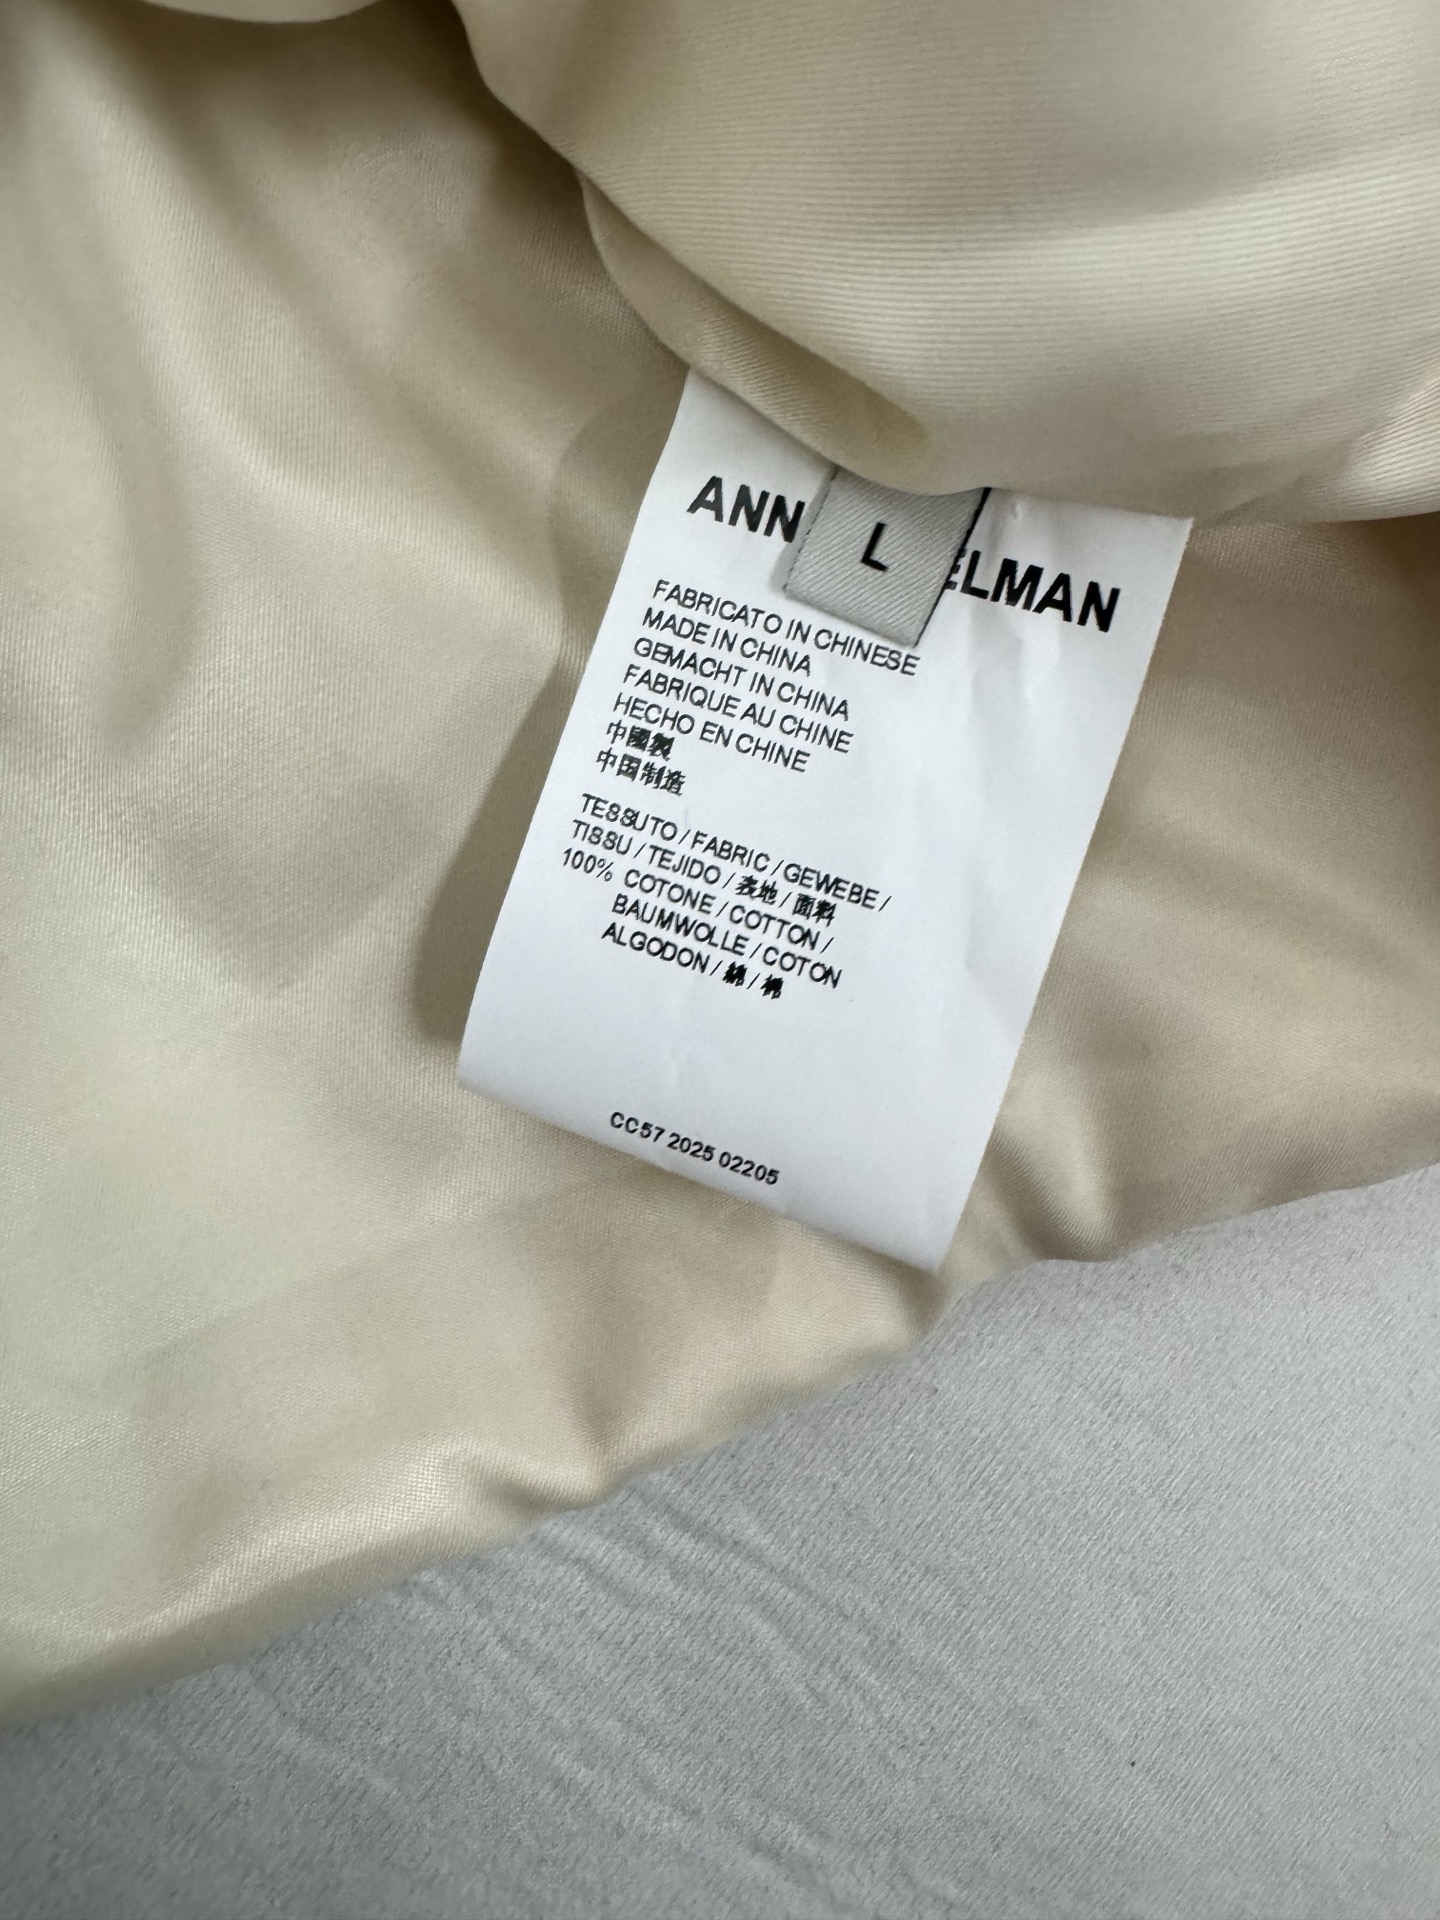 ANN
L
ELMAN
FABRICATO IN CHINESE
MADE IN CHINA
GEMACHT IN CHINA
FABRIQUE AU CHINE
HECHO EN CHINE
中國製
中国制造
TESSUTO / FABRIC / GEWEBE /
TISSU / TEJIDO / 表地 / 面料
100% COTONE / COTTON /
BAUMWOLLE / COTON
ALGODON / 綿 / 棉
CC57 2025 02205